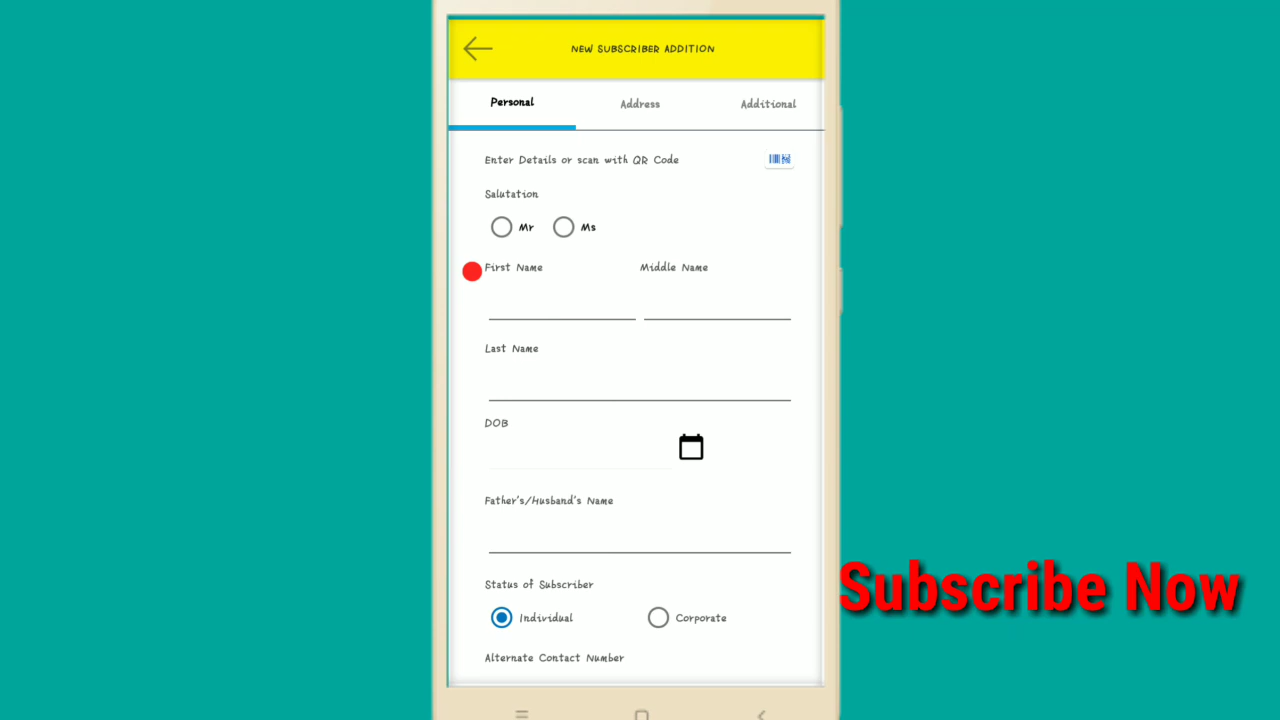 NEW SUBSCRIBER ADDITION
Personal Address Additional
Enter Details or scan with QR Code
Salutation
Mr Ms
First Name Middle Name
Last Name
DOB
Father's/Husband's Name
Status of Subscriber
Individual Corporate
Alternate Contact Number
Subscribe Now